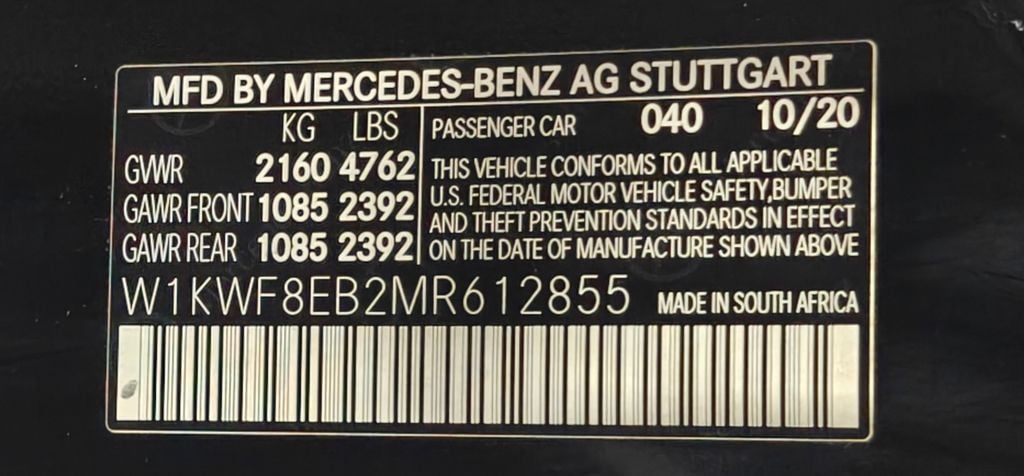 MFD BY MERCEDES-BENZ AG STUTTGART
KG LBS
GVWR 2160 4762
GAWR FRONT 1085 2392
GAWR REAR 1085 2392
PASSENGER CAR 040 10/20
THIS VEHICLE CONFORMS TO ALL APPLICABLE
U.S. FEDERAL MOTOR VEHICLE SAFETY,BUMPER
AND THEFT PREVENTION STANDARDS IN EFFECT
ON THE DATE OF MANUFACTURE SHOWN ABOVE
W1KWF8EB2MR612855 MADE IN SOUTH AFRICA